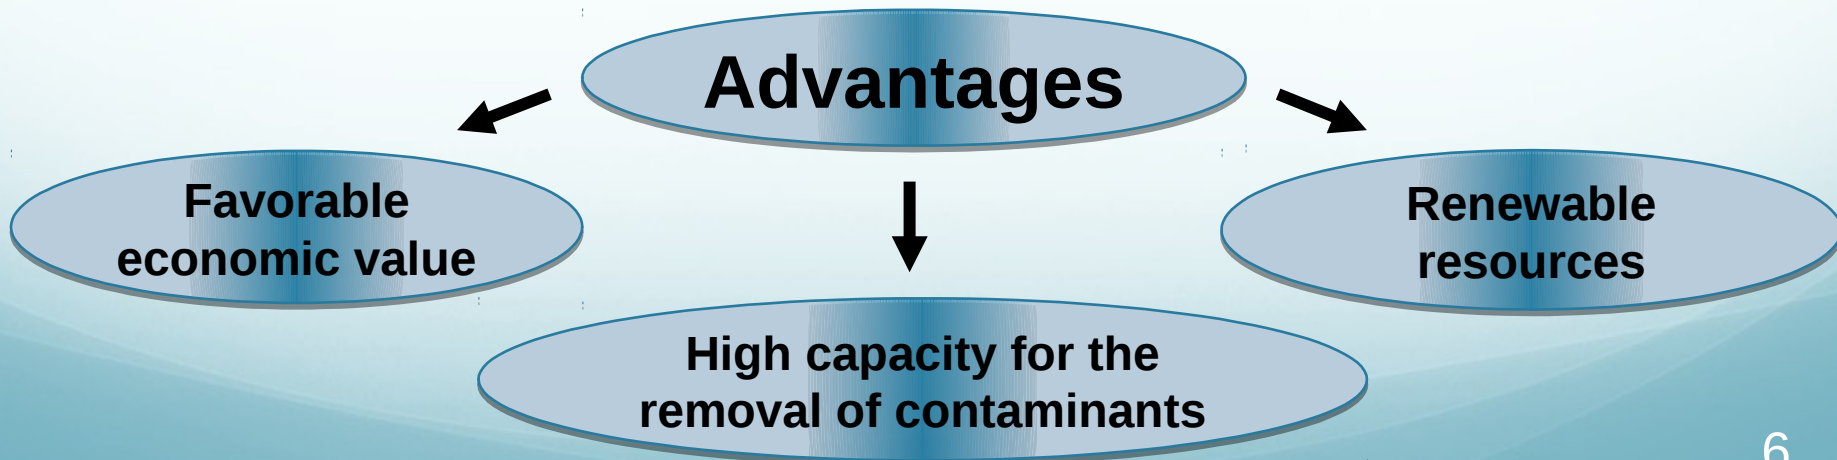 Advantages
Favorable
economic value
Renewable
resources
High capacity for the
removal of contaminants
6